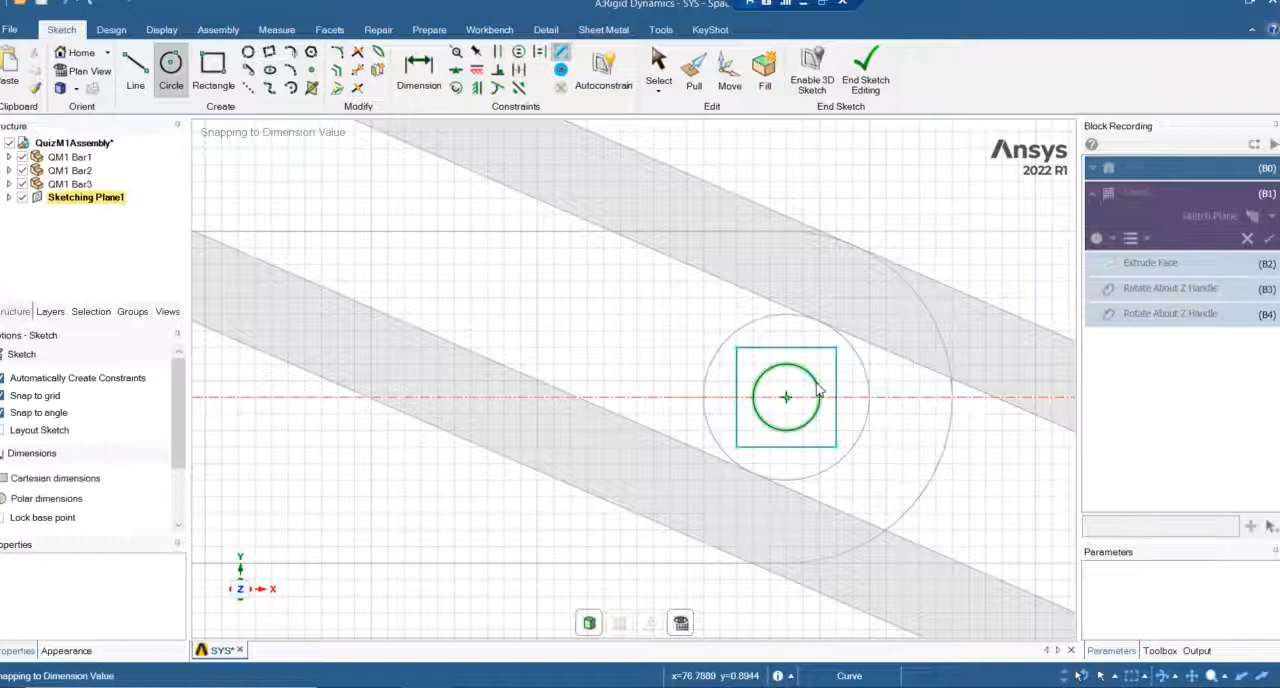 A:Rigid Dynamics - SYS - Spac
File Sketch Design Display Assembly Measure Facets Repair Prepare Workbench Detail Sheet Metal Tools KeyShot
Home
Plan View
aste
Line Circle Rectangle
Dimension
Autoconstrain
Select Pull Move Fill
Enable 3D Sketch
End Sketch Editing
Clipboard Orient Create Modify Constraints Edit End Sketch
ucture
QuizM1Assembly*
QM1 Bar1
QM1 Bar2
QM1 Bar3
Sketching Plane1
ructure Layers Selection Groups Views
tions - Sketch
Sketch
Automatically Create Constraints
Snap to grid
Snap to angle
Layout Sketch
Dimensions
Cartesian dimensions
Polar dimensions
Lock base point
operties
roperties Appearance
Snapping to Dimension Value
Ansys
2022 R1
Y
Z X
SYS*
Block Recording
(B0)
(B1)
Sketch Plane
Extrude Face (B2)
Rotate About Z Handle (B3)
Rotate About Z Handle (B4)
Parameters
Parameters Toolbox Output
napping to Dimension Value
x=76.7889 y=0.8944
Curve